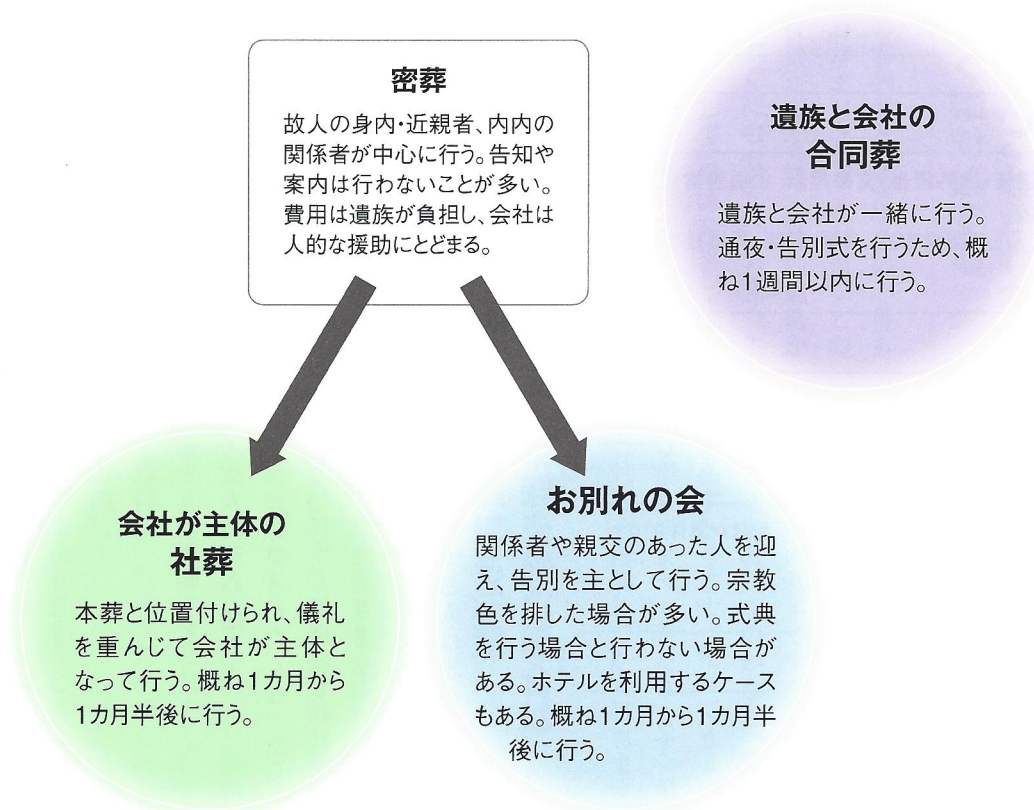 密葬
故人の身内・近親者、内内の
関係者が中心に行う。告知や
案内は行わないことが多い。
費用は遺族が負担し、会社は
人的な援助にとどまる。
遺族と会社の
合同葬
遺族と会社が一緒に行う。
通夜・告別式を行うため、概
ね1週間以内に行う。
会社が主体の
社葬
本葬と位置付けられ、儀礼
を重んじて会社が主体と
なって行う。概ね1カ月から
1カ月半後に行う。
お別れの会
関係者や親交のあった人を迎
え、告別を主として行う。宗教
色を排した場合が多い。式典
を行う場合と行わない場合が
ある。ホテルを利用するケース
もある。概ね1カ月から1カ月半
後に行う。